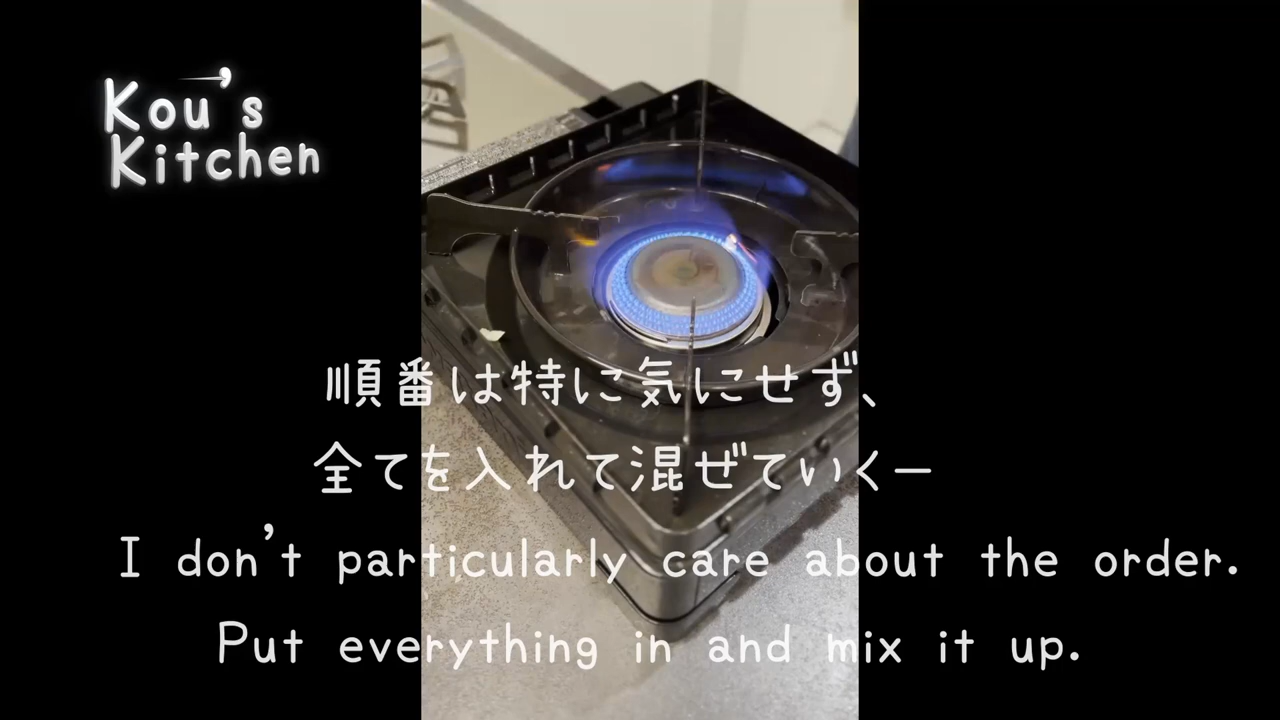 Kou's
Kitchen
順番は特に気にせず、
全てを入れて混ぜていくー
I don't particularly care about the order.
Put everything in and mix it up.